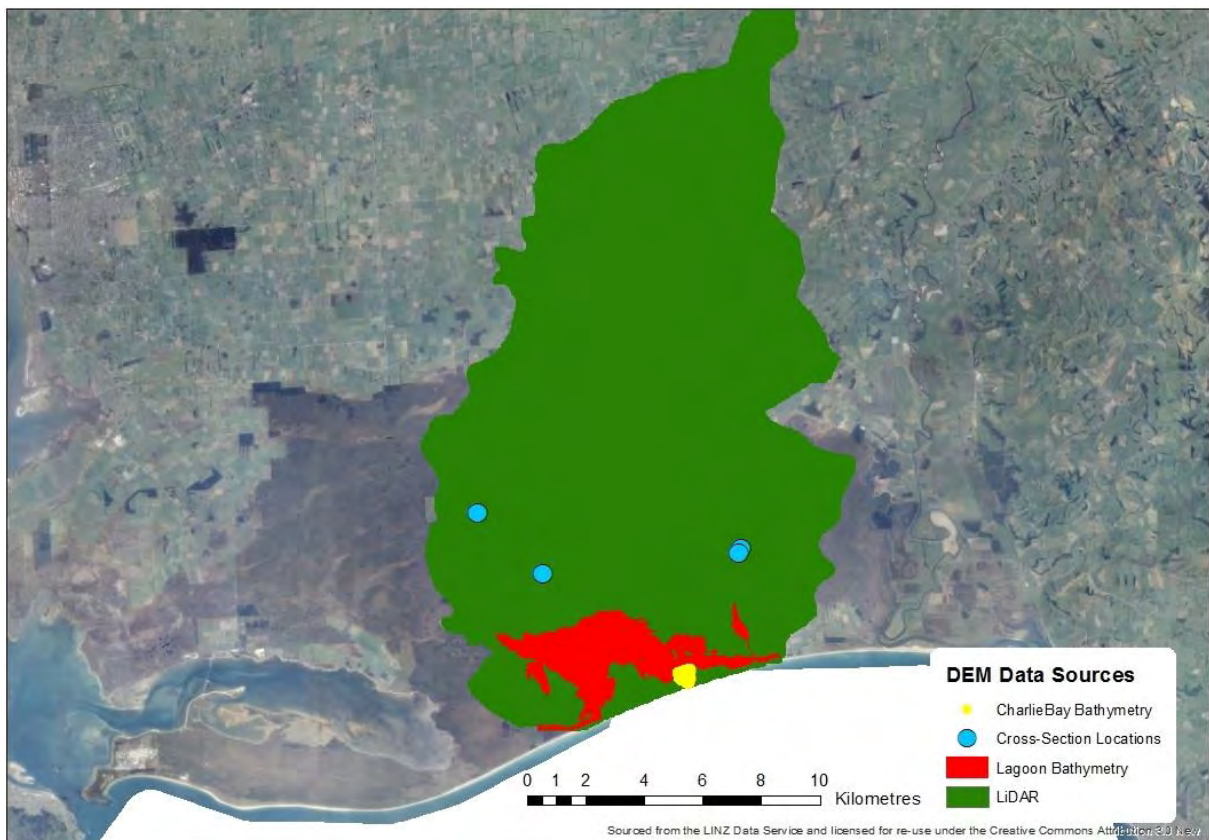 DEM Data Sources
CharlieBay Bathymetry
Cross-Section Locations
Lagoon Bathymetry
LiDAR
0 1 2 4 6 8 10
Kilometres
Sourced from the LINZ Data Service and licensed for re-use under the Creative Commons